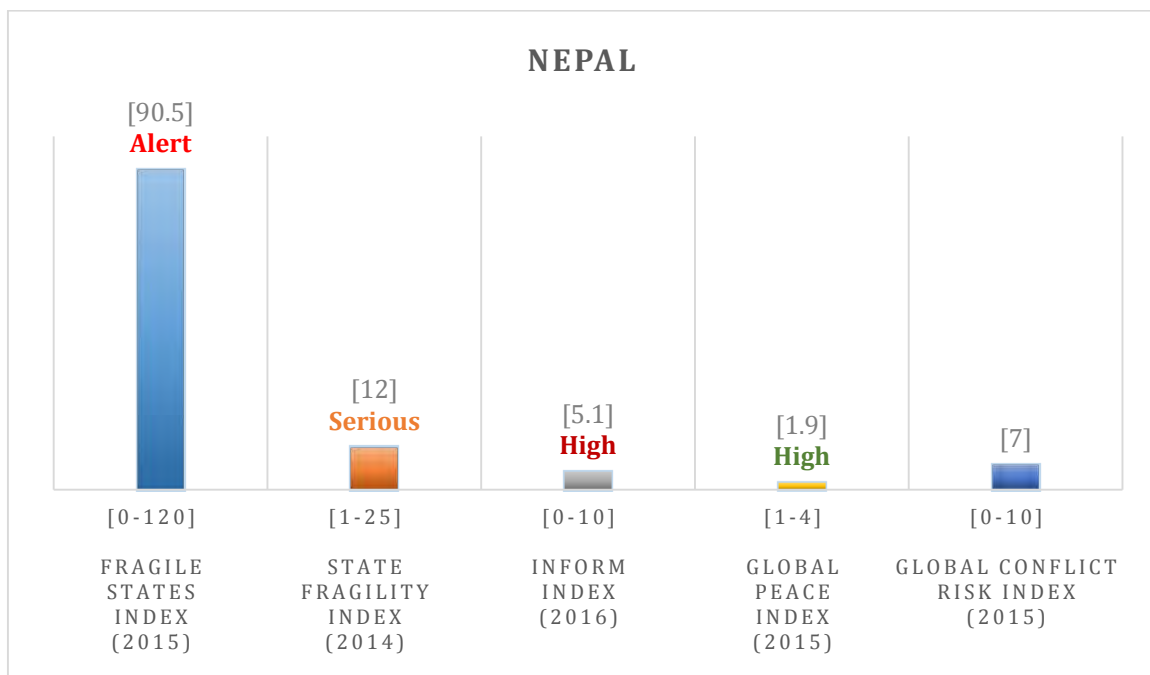 NEPAL
[90.5]
Alert
[12]
Serious
[5.1]
High
[1.9]
High
[7]
[0-120]
FRAGILE
STATES
INDEX
(2015)
[1-25]
STATE
FRAGILITY
INDEX
(2014)
[0-10]
INFORM
INDEX
(2016)
[1-4]
GLOBAL
PEACE
INDEX
(2015)
[0-10]
GLOBAL CONFLICT
RISK INDEX
(2015)